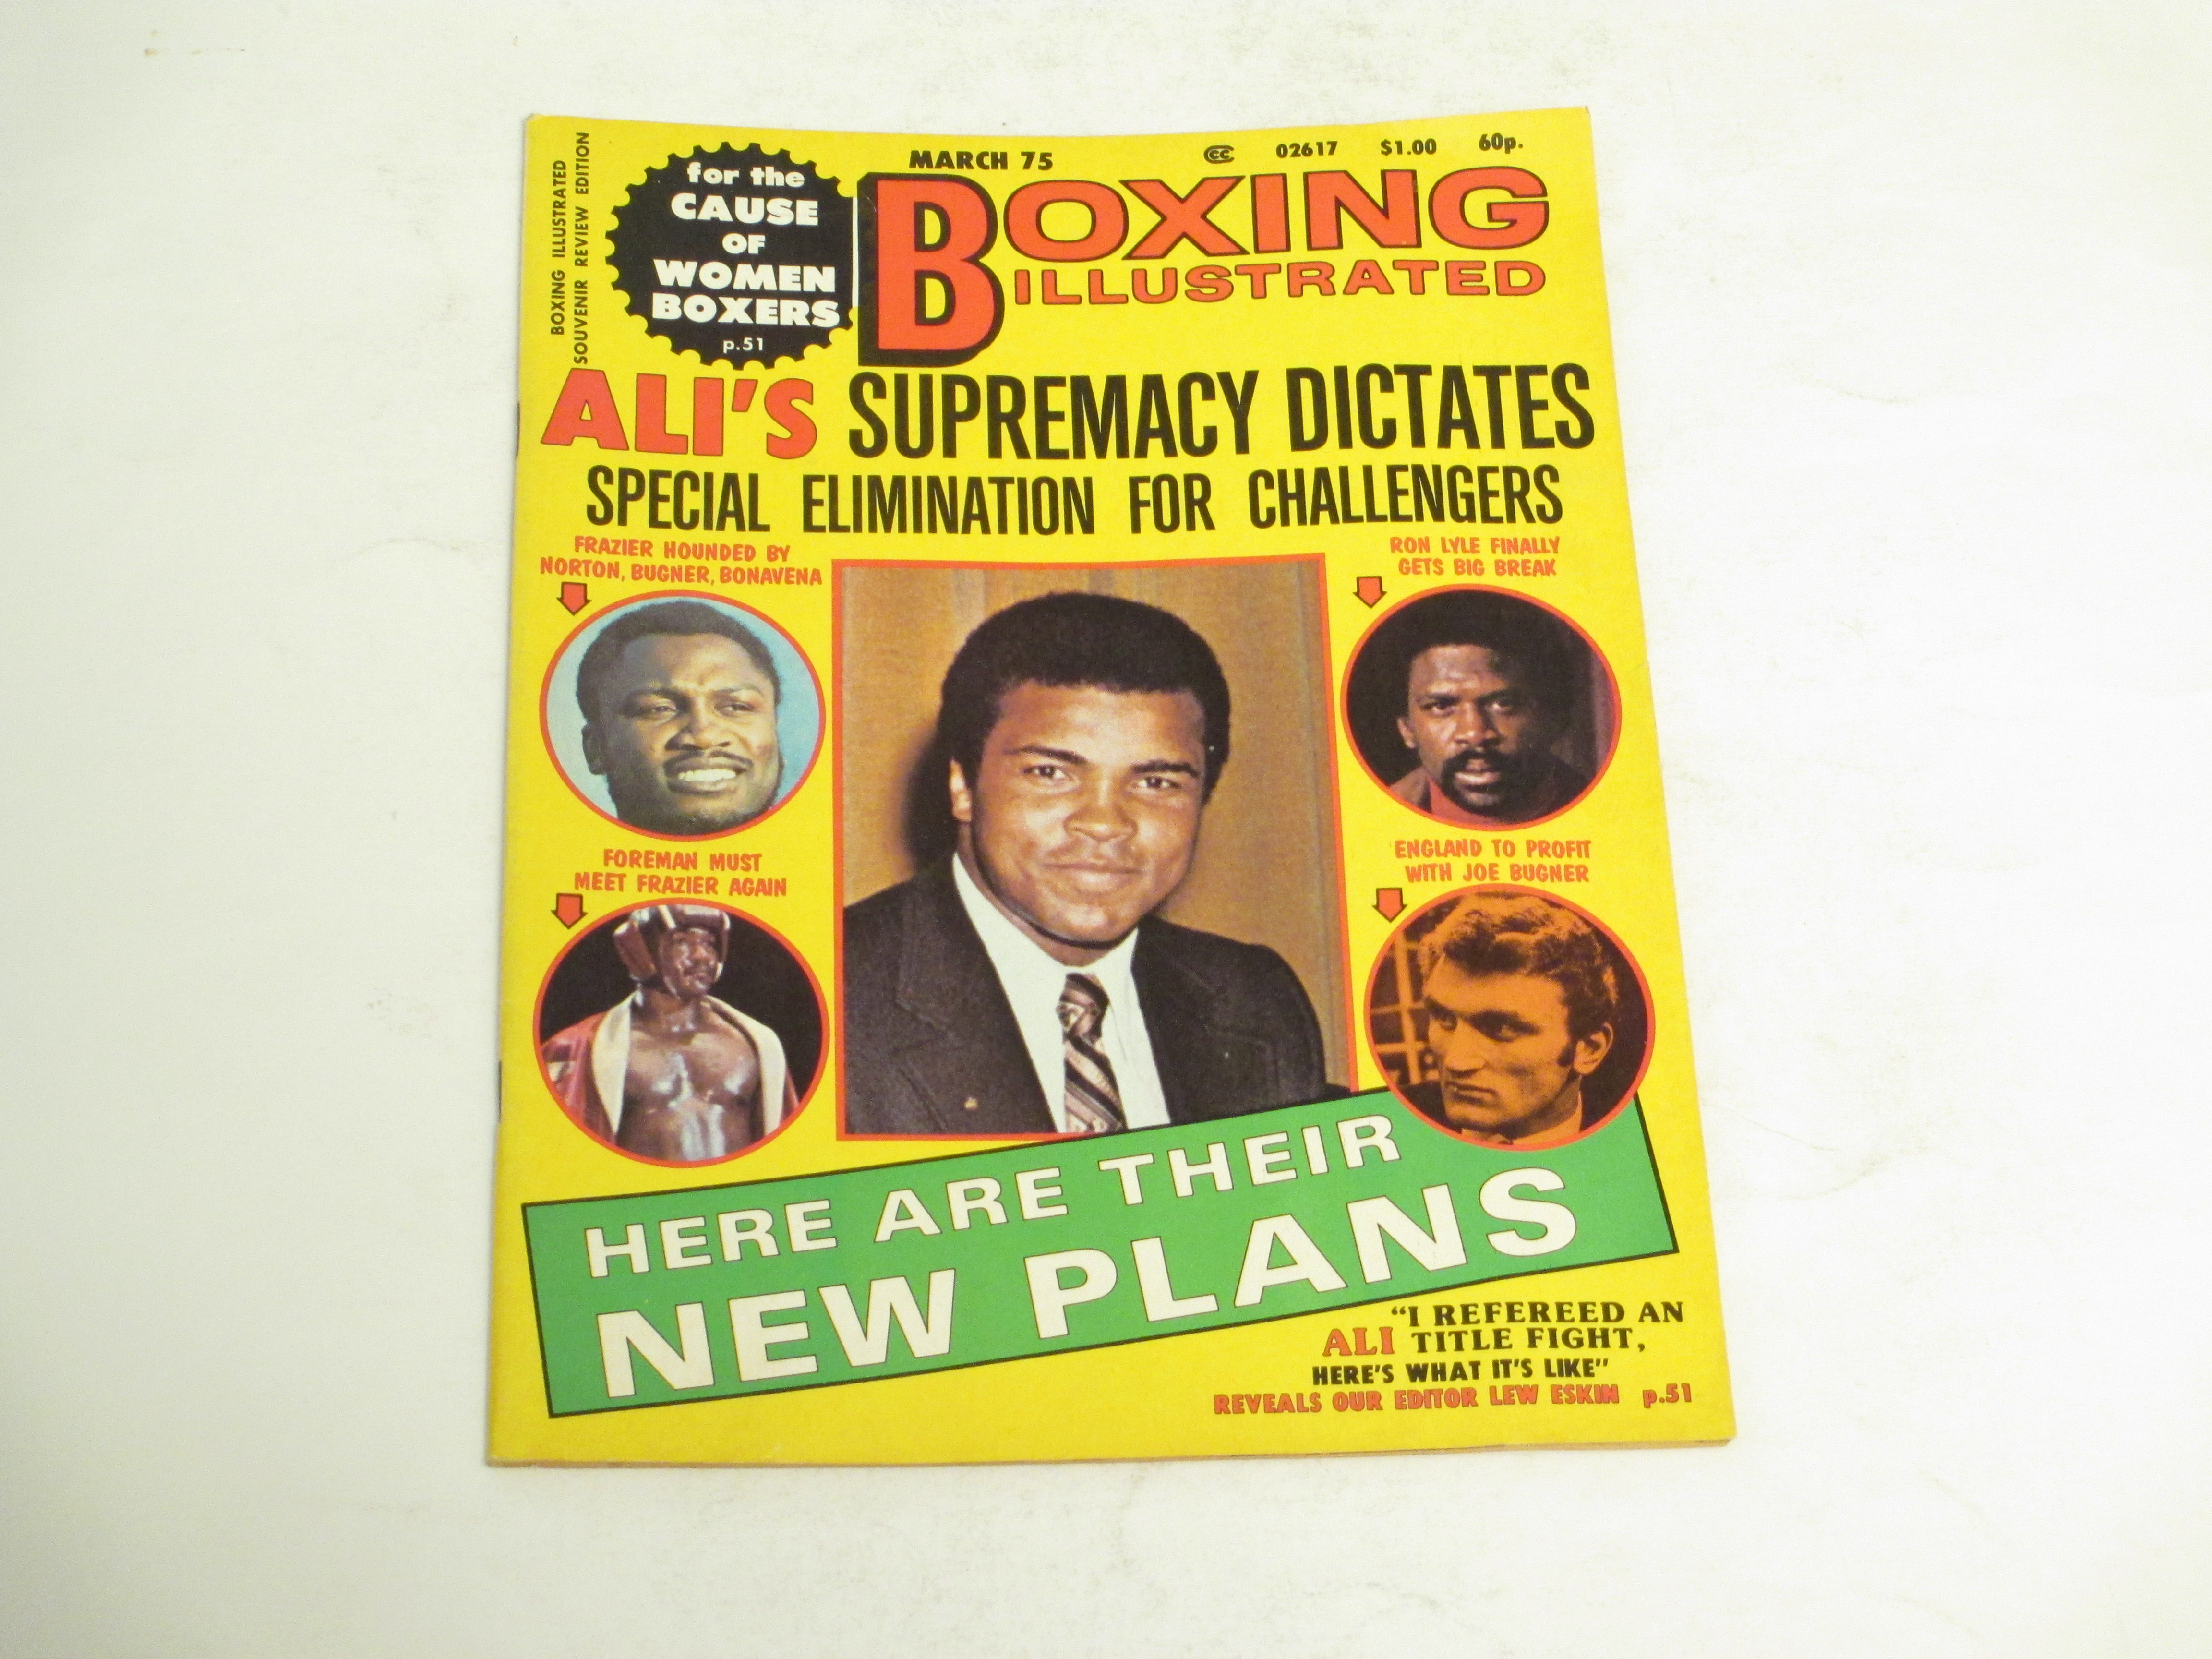 BOXING ILLUSTRATED
SOUVENIR REVIEW EDITION
for the
CAUSE
OF
WOMEN
BOXERS
p.51
MARCH 75
CCC 02617 $1.00 60p.
BOXING
ILLUSTRATED
ALI'S SUPREMACY DICTATES
SPECIAL ELIMINATION FOR CHALLENGERS
FRAZIER HOUNDED BY
NORTON, BUGNER, BONAVENA
RON LYLE FINALLY
GETS BIG BREAK
FOREMAN MUST
MEET FRAZIER AGAIN
ENGLAND TO PROFIT
WITH JOE BUGNER
HERE ARE THEIR
NEW PLANS
"I REFEREED AN
ALI TITLE FIGHT,
HERE'S WHAT IT'S LIKE"
REVEALS OUR EDITOR LEW ESKIN p.51